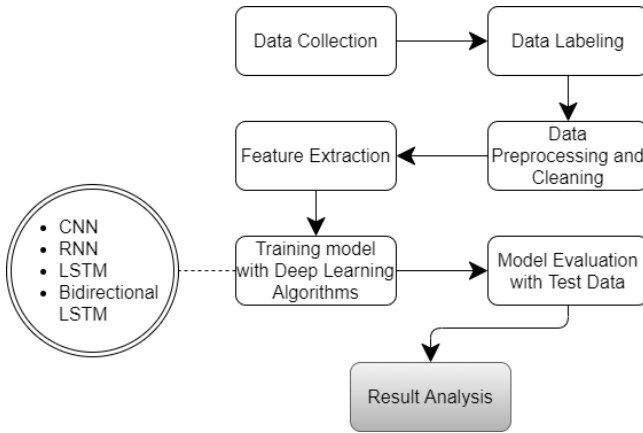 Data Collection
Data Labeling
Data
Preprocessing and
Cleaning
Feature Extraction
• CNN
• RNN
• LSTM
• Bidirectional
LSTM
Training model
with Deep Learning
Algorithms
Model Evaluation
with Test Data
Result Analysis